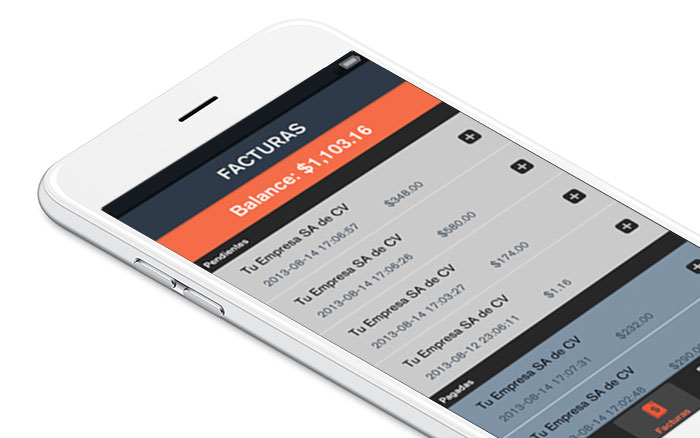 FACTURAS
Balance: $1,103.16
Pendientes
Tu Empresa SA de CV
2013-08-14 17:06:57 $348.00
Tu Empresa SA de CV
2013-08-14 17:06:26 $580.00
Tu Empresa SA de CV
2013-08-14 17:03:27 $174.00
Tu Empresa SA de CV
2013-08-12 23:06:11 $1.16
Pagadas
Tu Empresa SA de CV
2013-08-14 17:07:31 $232.00
Tu Empresa SA de CV
2013-08-14 17:02:48 $290.00
Facturas